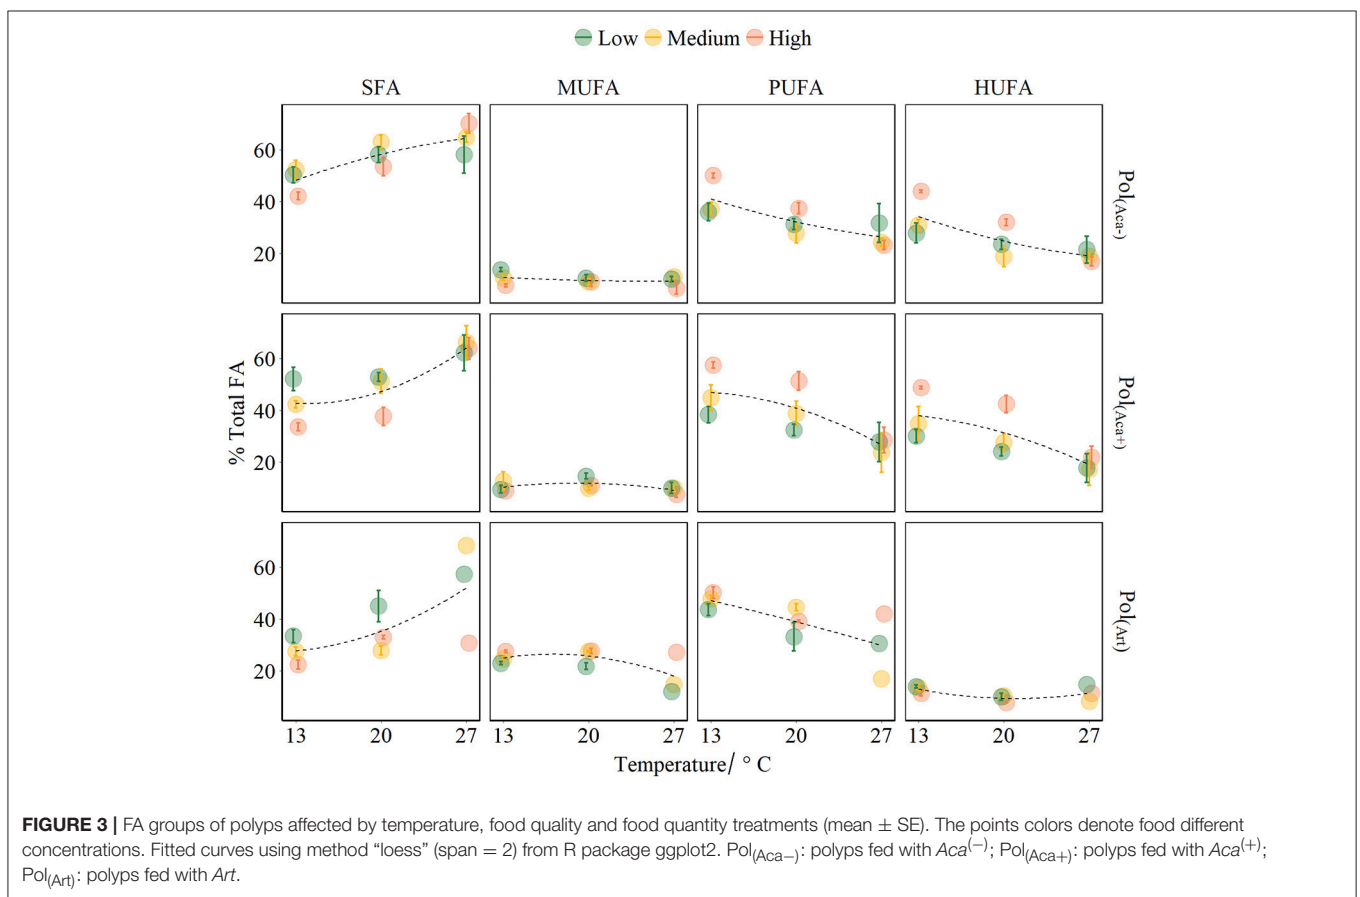 Low Medium High
SFA MUFA PUFA HUFA
60
40
20
Pol(Aca-)
60
40
20
Pol(Aca+)
60
40
20
Pol(Art)
% Total FA
13 20 27 13 20 27 13 20 27 13 20 27
Temperature/ ° C
FIGURE 3 | FA groups of polyps affected by temperature, food quality and food quantity treatments (mean ± SE). The points colors denote food different
concentrations. Fitted curves using method “loess” (span = 2) from R package ggplot2. Pol(Aca−): polyps fed with Aca(−); Pol(Aca+): polyps fed with Aca(+);
Pol(Art): polyps fed with Art.